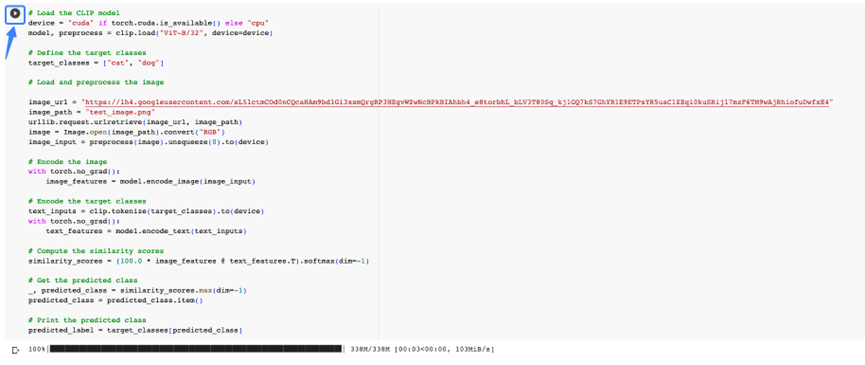 # Load the CLIP model
device = "cuda" if torch.cuda.is_available() else "cpu"
model, preprocess = clip.load("ViT-B/32", device=device)
# Define the target classes
target_classes = ["cat", "dog"]
# Load and preprocess the image
image_url = "https://lh4.googleusercontent.com/
image_path = "test_image.png"
urllib.request.urlretrieve(image_url, image_path)
image = Image.open(image_path).convert("RGB")
image_input = preprocess(image).unsqueeze(0).to(device)
# Encode the image
with torch.no_grad():
image_features = model.encode_image(image_input)
# Encode the target classes
text_inputs = clip.tokenize(target_classes).to(device)
with torch.no_grad():
text_features = model.encode_text(text_inputs)
# Compute the similarity scores
similarity_scores = (100.0 * image_features @ text_features.T).softmax(dim=-1)
# Get the predicted class
_, predicted_class = similarity_scores.max(dim=-1)
predicted_class = predicted_class.item()
# Print the predicted class
predicted_label = target_classes[predicted_class]
100%| | 338M/338M [00:03<00:00, 103MiB/s]